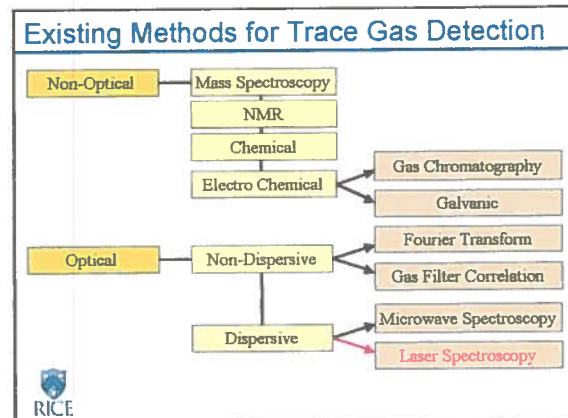 Existing Methods for Trace Gas Detection
Non-Optical
Mass Spectroscopy
NMR
Chemical
Electro Chemical
Gas Chromatography
Galvanic
Optical
Non-Dispersive
Fourier Transform
Gas Filter Correlation
Dispersive
Microwave Spectroscopy
Laser Spectroscopy
RICE